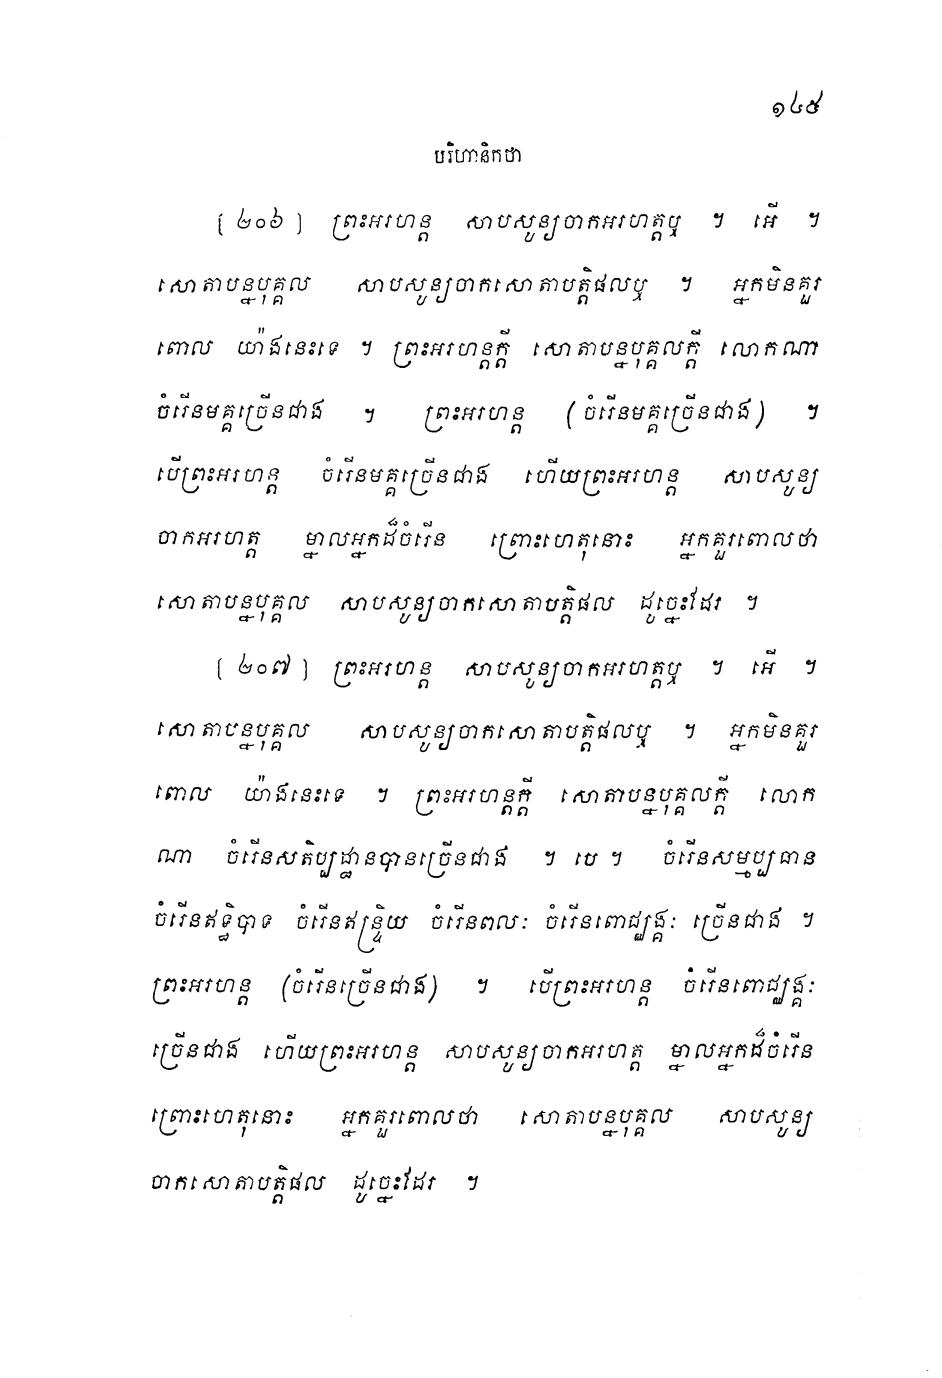 ១៤៥
បរិហានិកថា
[២០៦] ព្រះអរហន្ត សាបសូន្យចាកអរហត្តឬ ។ អើ ។
សោតាបន្នបុគ្គល សាបសូន្យចាកសោតាបត្តិផលឬ ។ អ្នកមិនគួរ
ពោល យ៉ាងនេះទេ ។ ព្រះអរហន្តក្តី សោតាបន្នបុគ្គលក្តី លោកណា
ចំរើនមគ្គច្រើនជាង ។ ព្រះអរហន្ត (ចំរើនមគ្គច្រើនជាង) ។
បើព្រះអរហន្ត ចំរើនមគ្គច្រើនជាង ហើយព្រះអរហន្ត សាបសូន្យ
ចាកអរហត្ត ម្នាលអ្នកដ៏ចំរើន ព្រោះហេតុនោះ អ្នកគួរពោលថា
សោតាបន្នបុគ្គល សាបសូន្យចាកសោតាបត្តិផល ដូច្នេះដែរ ។
[២០៧] ព្រះអរហន្ត សាបសូន្យចាកអរហត្តឬ ។ អើ ។
សោតាបន្នបុគ្គល សាបសូន្យចាកសោតាបត្តិផលឬ ។ អ្នកមិនគួរ
ពោល យ៉ាងនេះទេ ។ ព្រះអរហន្តក្តី សោតាបន្នបុគ្គលក្តី លោក
ណា ចំរើនសតិប្បដ្ឋានបានច្រើនជាង ។ បេ ។ ចំរើនសម្មប្បធាន
ចំរើនឥទ្ធិបាទ ចំរើនឥន្ទ្រិយ ចំរើនពលៈ ចំរើនពោជ្ឈង្គៈ ច្រើនជាង ។
ព្រះអរហន្ត (ចំរើនច្រើនជាង) ។ បើព្រះអរហន្ត ចំរើនពោជ្ឈង្គៈ
ច្រើនជាង ហើយព្រះអរហន្ត សាបសូន្យចាកអរហត្ត ម្នាលអ្នកដ៏ចំរើន
ព្រោះហេតុនោះ អ្នកគួរពោលថា សោតាបន្នបុគ្គល សាបសូន្យ
ចាកសោតាបត្តិផល ដូច្នេះដែរ ។